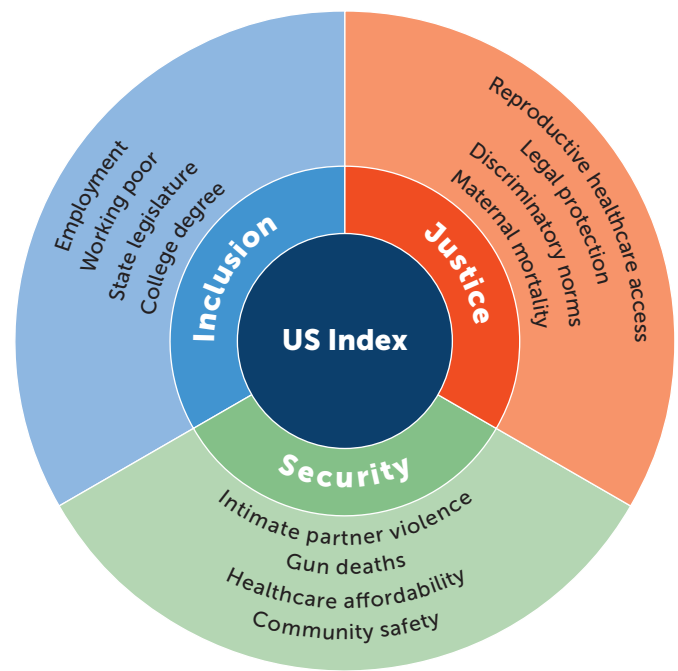 US Index
Inclusion
Employment
Working poor
State legislature
College degree
Justice
Reproductive healthcare access
Legal protection
Discriminatory norms
Maternal mortality
Security
Intimate partner violence
Gun deaths
Healthcare affordability
Community safety